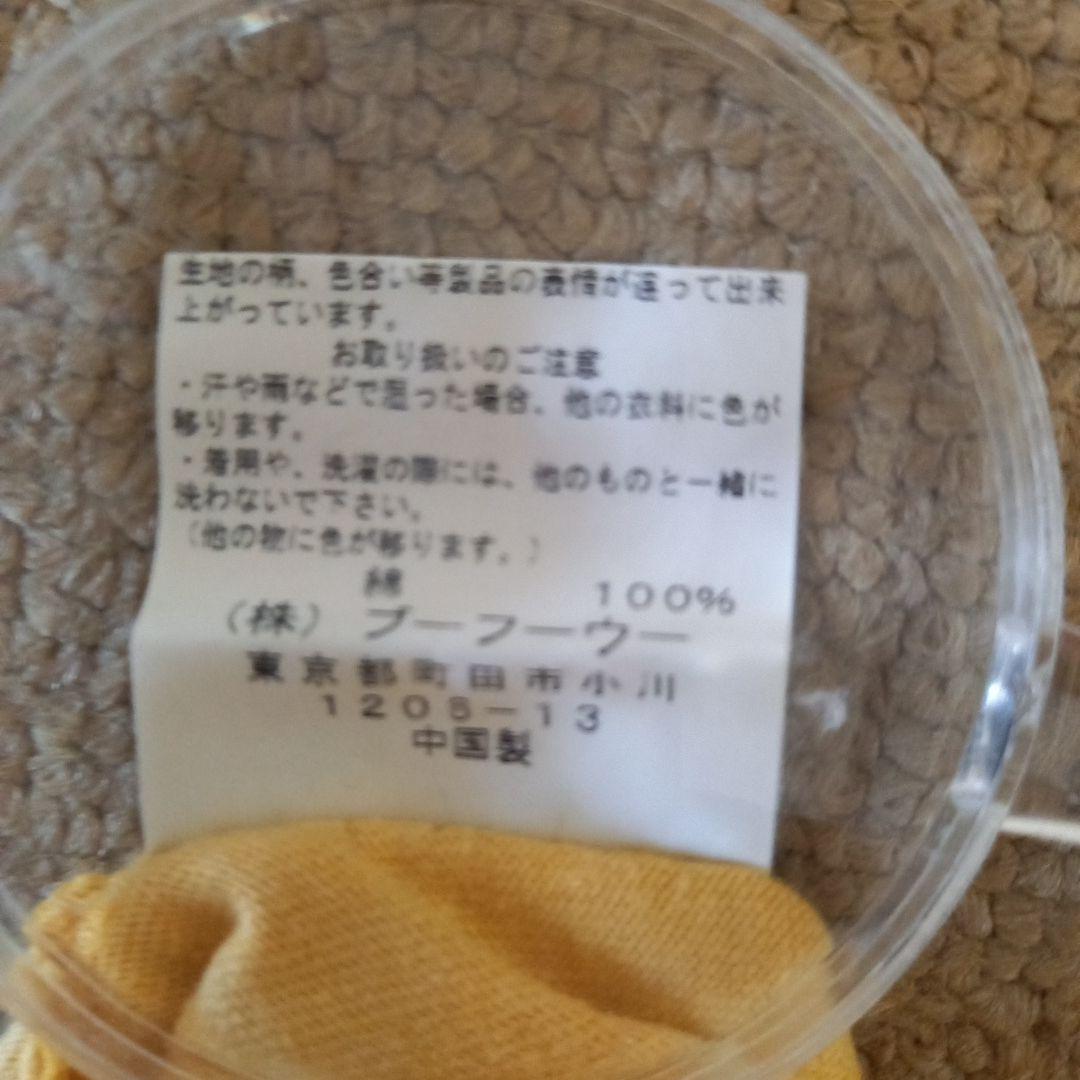 生地の柄、色合い等製品の表情が違って出来
上がっています。
お取り扱いのご注意
・汗や雨などで湿った場合、他の衣料に色が
移ります。
・着用や、洗濯の際には、他のものと一緒に
洗わないで下さい。
（他の物に色が移ります。）
綿 100%
（株）ブーフーウー
東京都町田市小川
1205-13
中国製